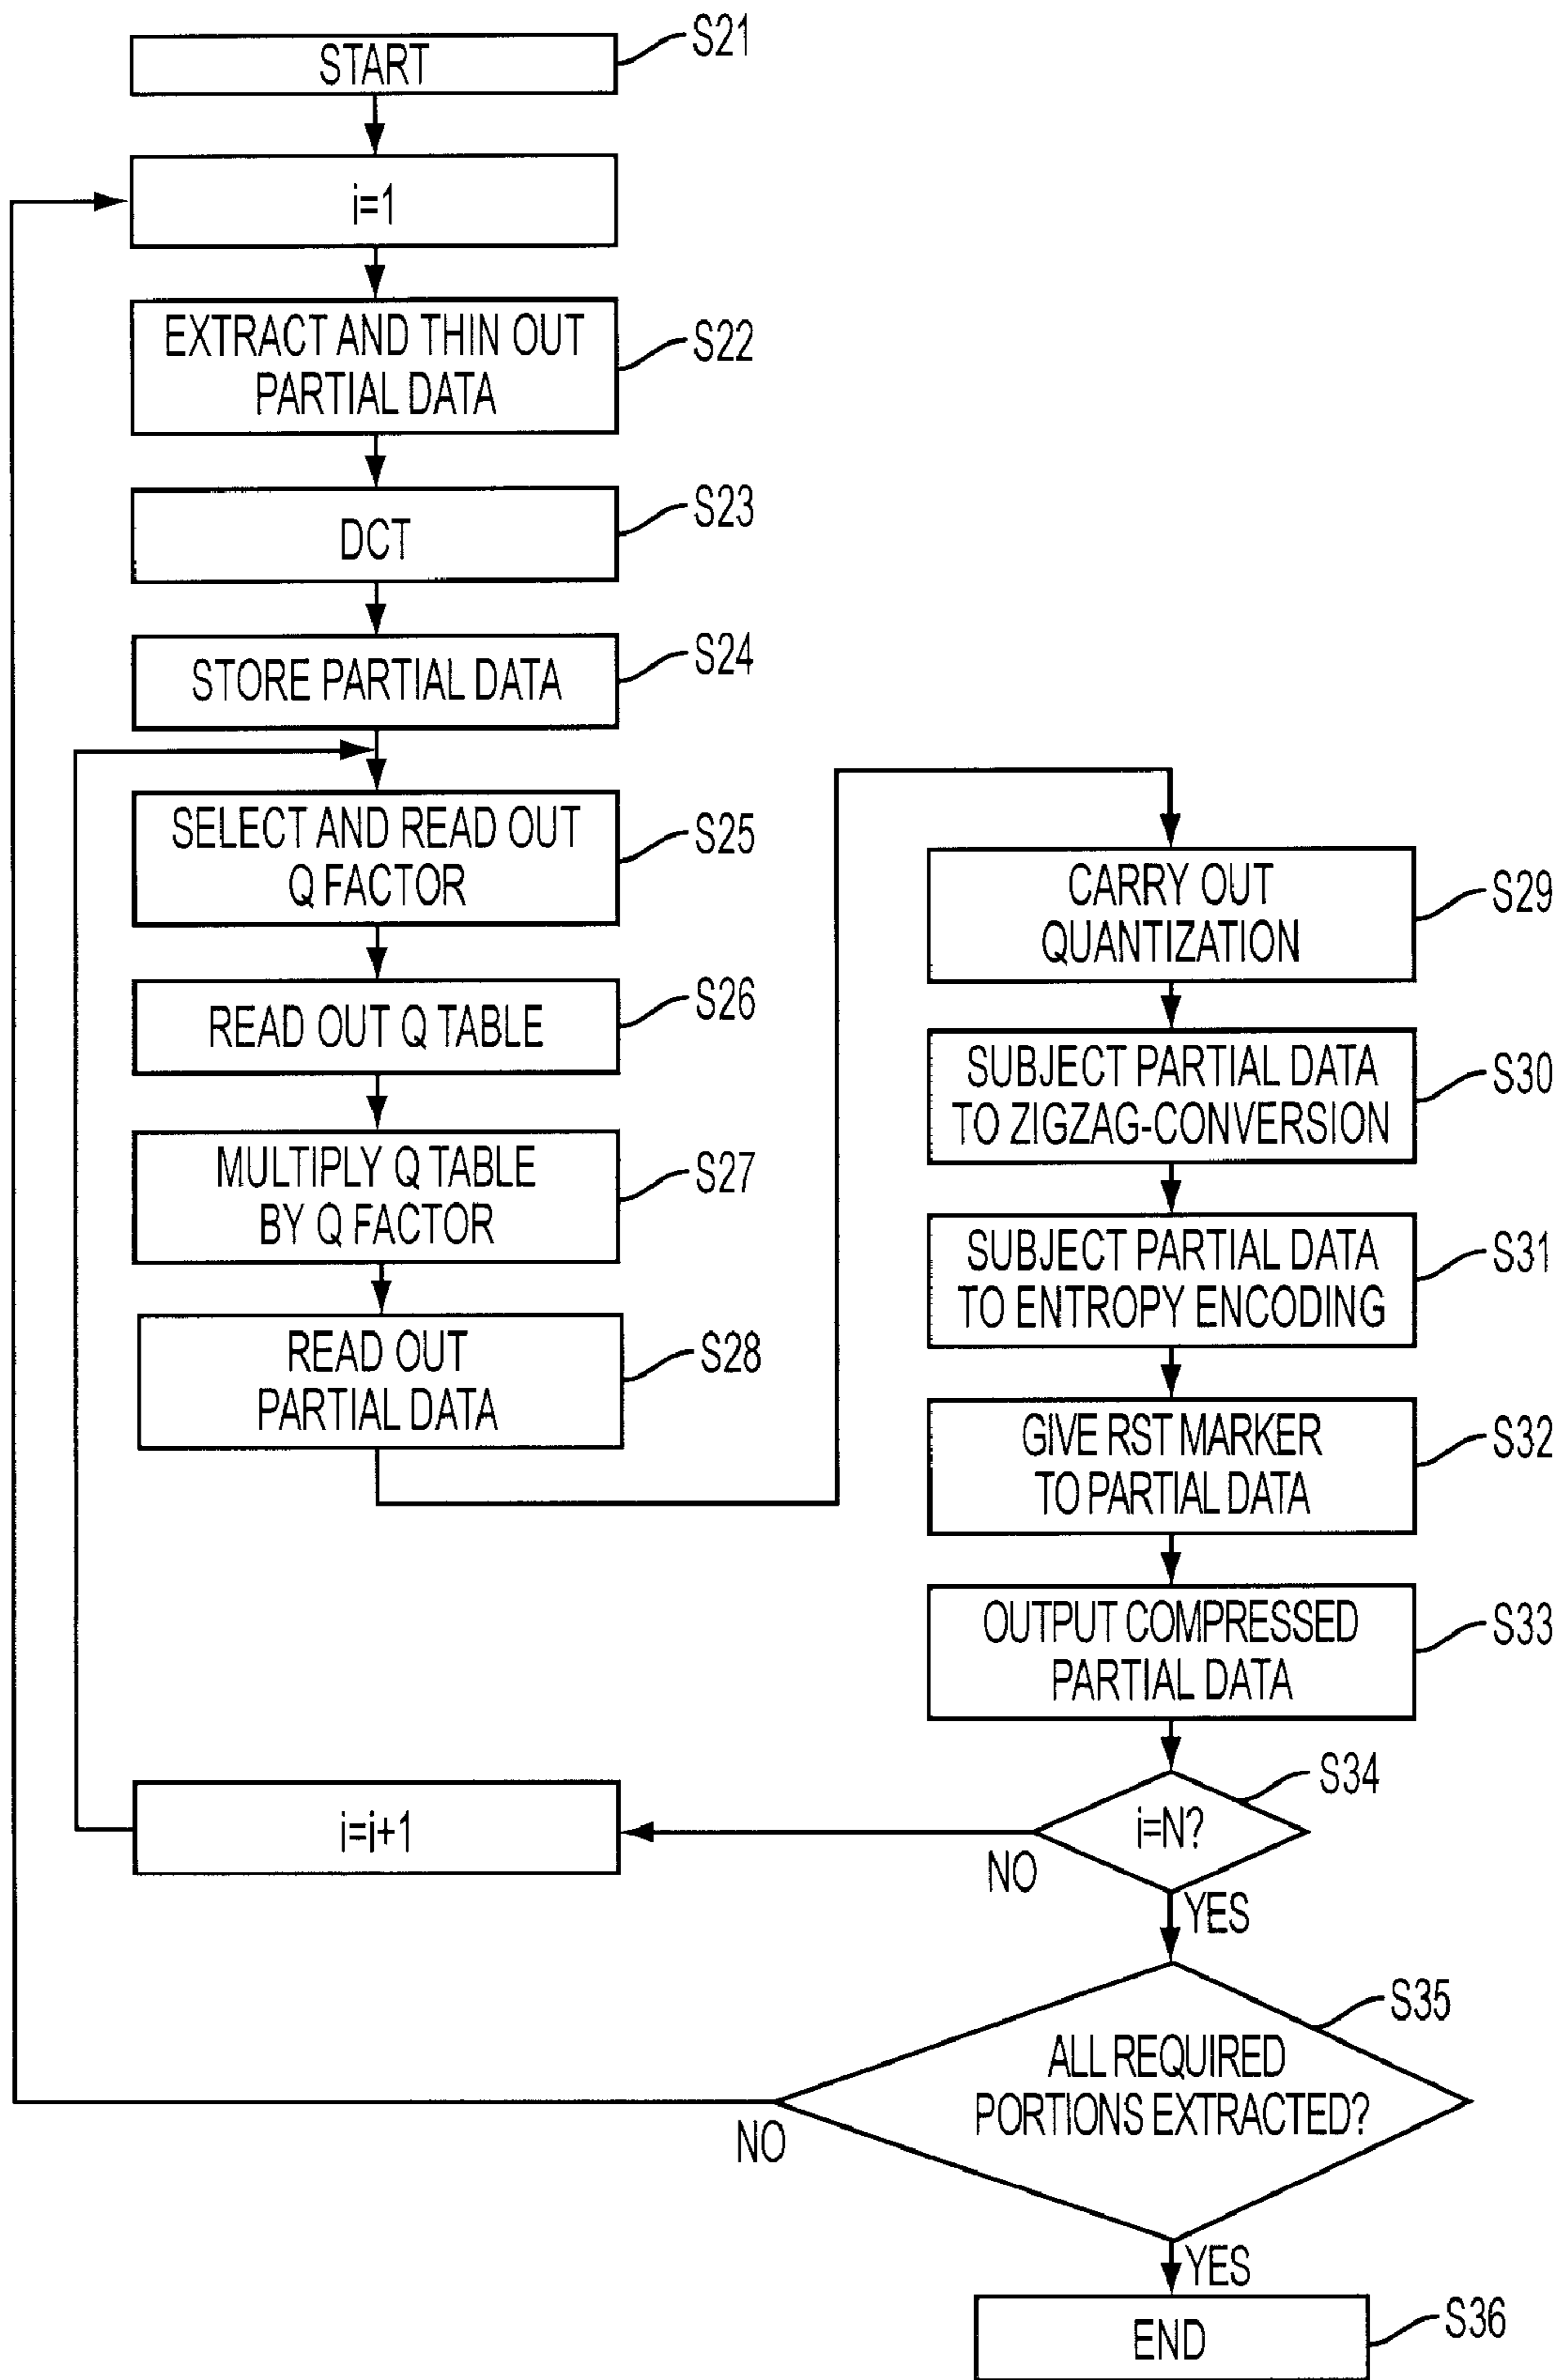 START
S21
i=1
EXTRACT AND THIN OUT
PARTIAL DATA
S22
DCT
S23
STORE PARTIAL DATA
S24
SELECT AND READ OUT
Q FACTOR
S25
READ OUT Q TABLE
S26
MULTIPLY Q TABLE
BY Q FACTOR
S27
READ OUT
PARTIAL DATA
S28
CARRY OUT
QUANTIZATION
S29
SUBJECT PARTIAL DATA
TO ZIGZAG-CONVERSION
S30
SUBJECT PARTIAL DATA
TO ENTROPY ENCODING
S31
GIVE RST MARKER
TO PARTIAL DATA
S32
OUTPUT COMPRESSED
PARTIAL DATA
S33
i=N?
S34
NO
i=i+1
YES
ALL REQUIRED
PORTIONS EXTRACTED?
S35
NO
YES
END
S36